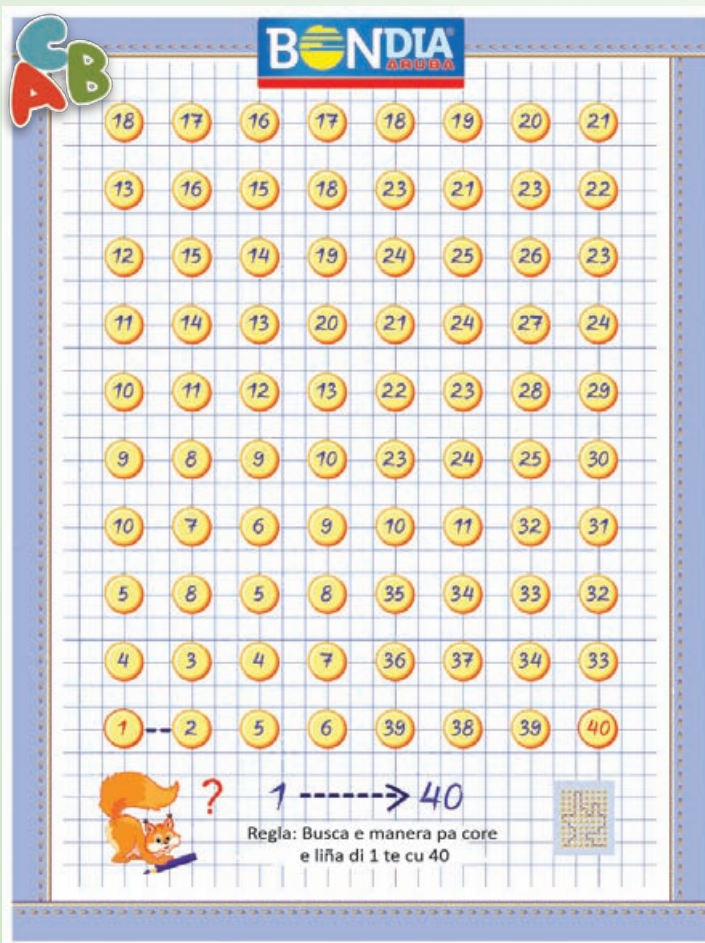 C
A B
BONDIA
ARUBA
18 17 16 17 18 19 20 21
13 16 15 18 23 21 23 22
12 15 14 19 24 25 26 23
11 14 13 20 21 24 27 24
10 11 12 13 22 23 28 29
9 8 9 10 23 24 25 30
10 7 6 9 10 11 32 31
5 8 5 8 35 34 33 32
4 3 4 7 36 37 34 33
1 2 5 6 39 38 39 40
? 1 40
Regla: Busca e manera pa core
e liña di 1 te cu 40